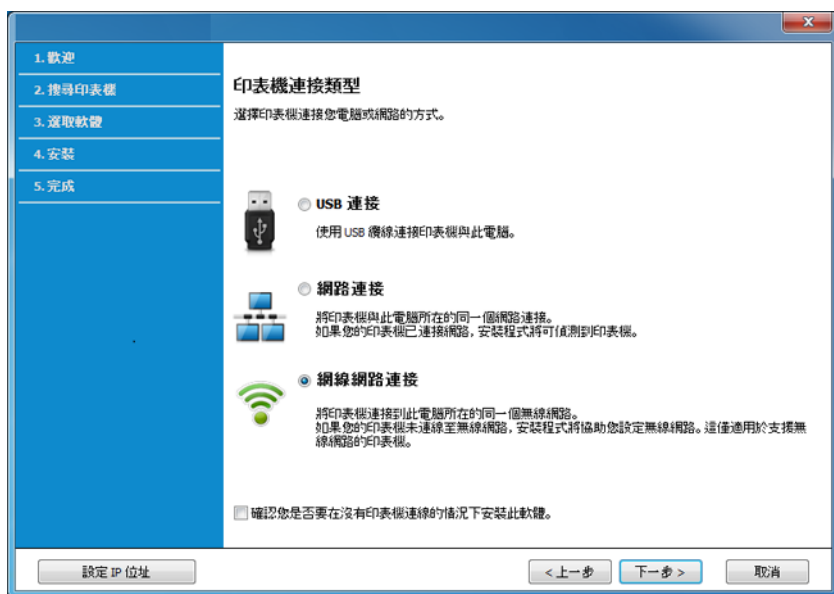 1. 歡迎
2. 搜尋印表機
3. 選取軟體
4. 安裝
5. 完成
印表機連接類型
選擇印表機連接您電腦或網路的方式。
USB 連接
使用 USB 纜線連接印表機與此電腦。
網路連接
將印表機與此電腦所在的同一個網路連接。
如果您的印表機已連接網路，安裝程式將可偵測到印表機。
網線網路連接
將印表機連接到此電腦所在的同一個無線網路。
如果您的印表機未連線至無線網路，安裝程式將協助您設定無線網路。這僅適用於支援無
線網路的印表機。
確認您是否要在沒有印表機連線的情況下安裝此軟體。
設定 IP 位址
<上一步
下一步 >
取消